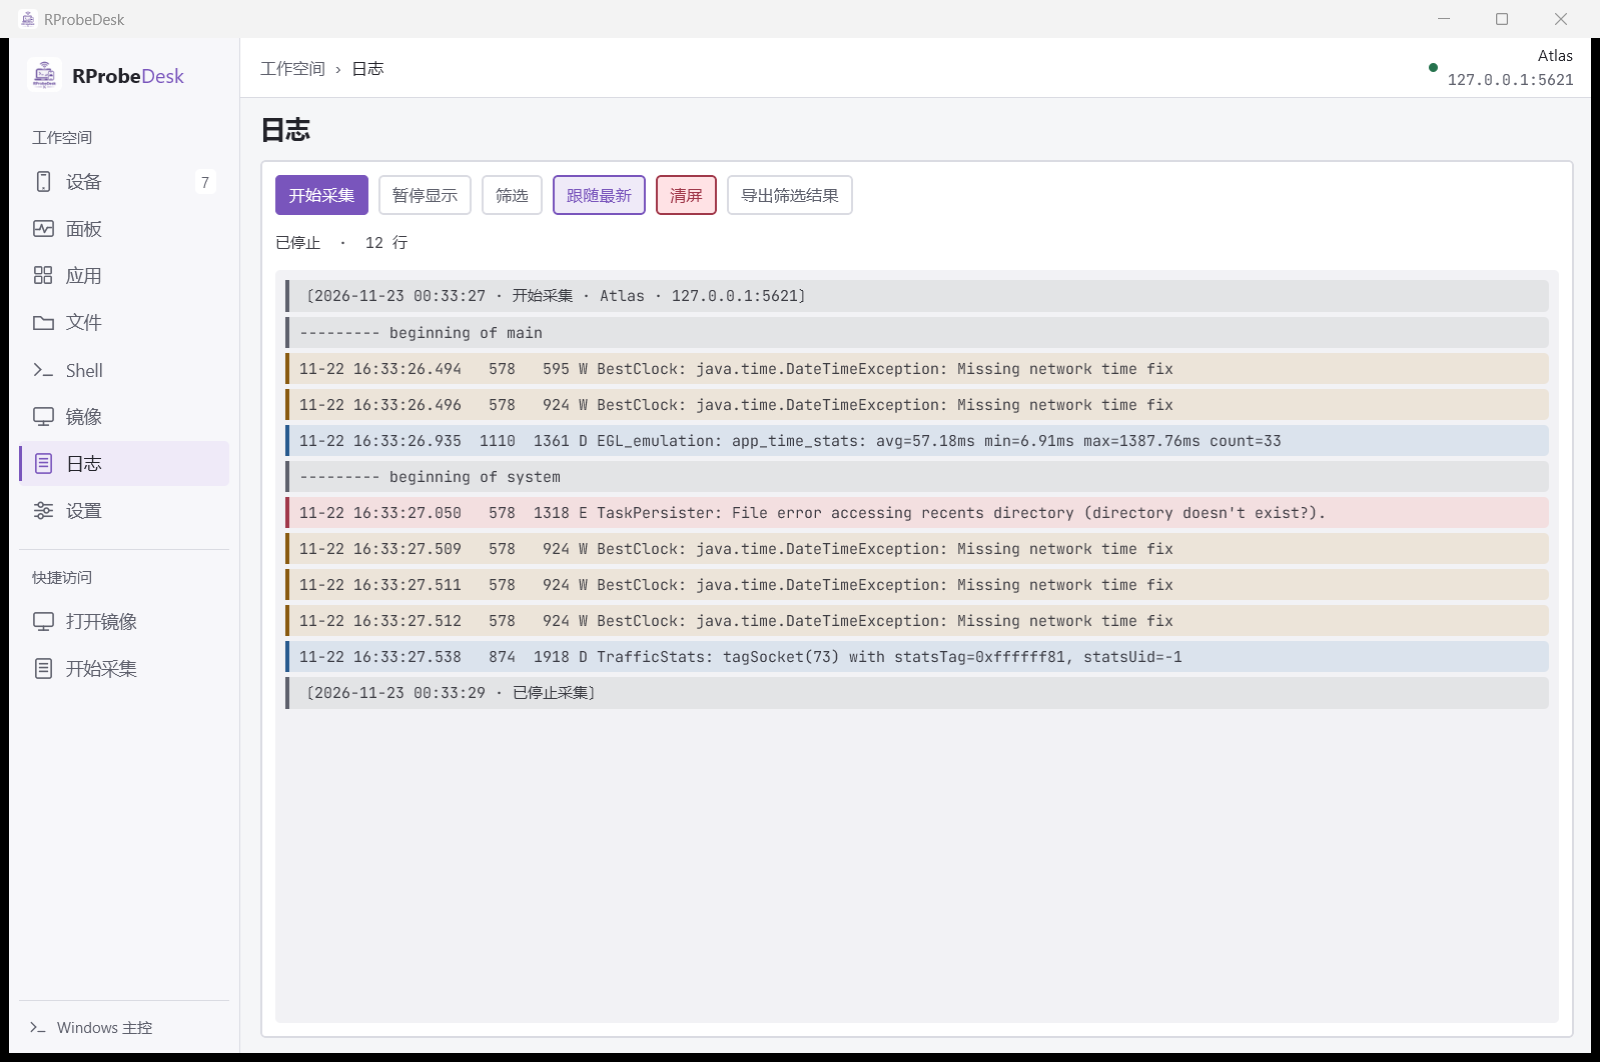 RProbeDesk
RProbeDesk
工作空间
设备 7
面板
应用
文件
Shell
镜像
日志
设置
快捷访问
打开镜像
开始采集
Windows 主控
工作空间 › 日志
Atlas
127.0.0.1:5621
日志
开始采集 暂停显示 筛选 跟随最新 清屏 导出筛选结果
已停止 · 12 行
[2026-11-23 00:33:27 · 开始采集 · Atlas · 127.0.0.1:5621]
--------- beginning of main
11-22 16:33:26.494   578   595 W BestClock: java.time.DateTimeException: Missing network time fix
11-22 16:33:26.496   578   924 W BestClock: java.time.DateTimeException: Missing network time fix
11-22 16:33:26.935  1110  1361 D EGL_emulation: app_time_stats: avg=57.18ms min=6.91ms max=1387.76ms count=33
--------- beginning of system
11-22 16:33:27.050   578  1318 E TaskPersister: File error accessing recents directory (directory doesn't exist?).
11-22 16:33:27.509   578   924 W BestClock: java.time.DateTimeException: Missing network time fix
11-22 16:33:27.511   578   924 W BestClock: java.time.DateTimeException: Missing network time fix
11-22 16:33:27.512   578   924 W BestClock: java.time.DateTimeException: Missing network time fix
11-22 16:33:27.538   874  1918 D TrafficStats: tagSocket(73) with statsTag=0xffffff81, statsUid=-1
[2026-11-23 00:33:29 · 已停止采集]